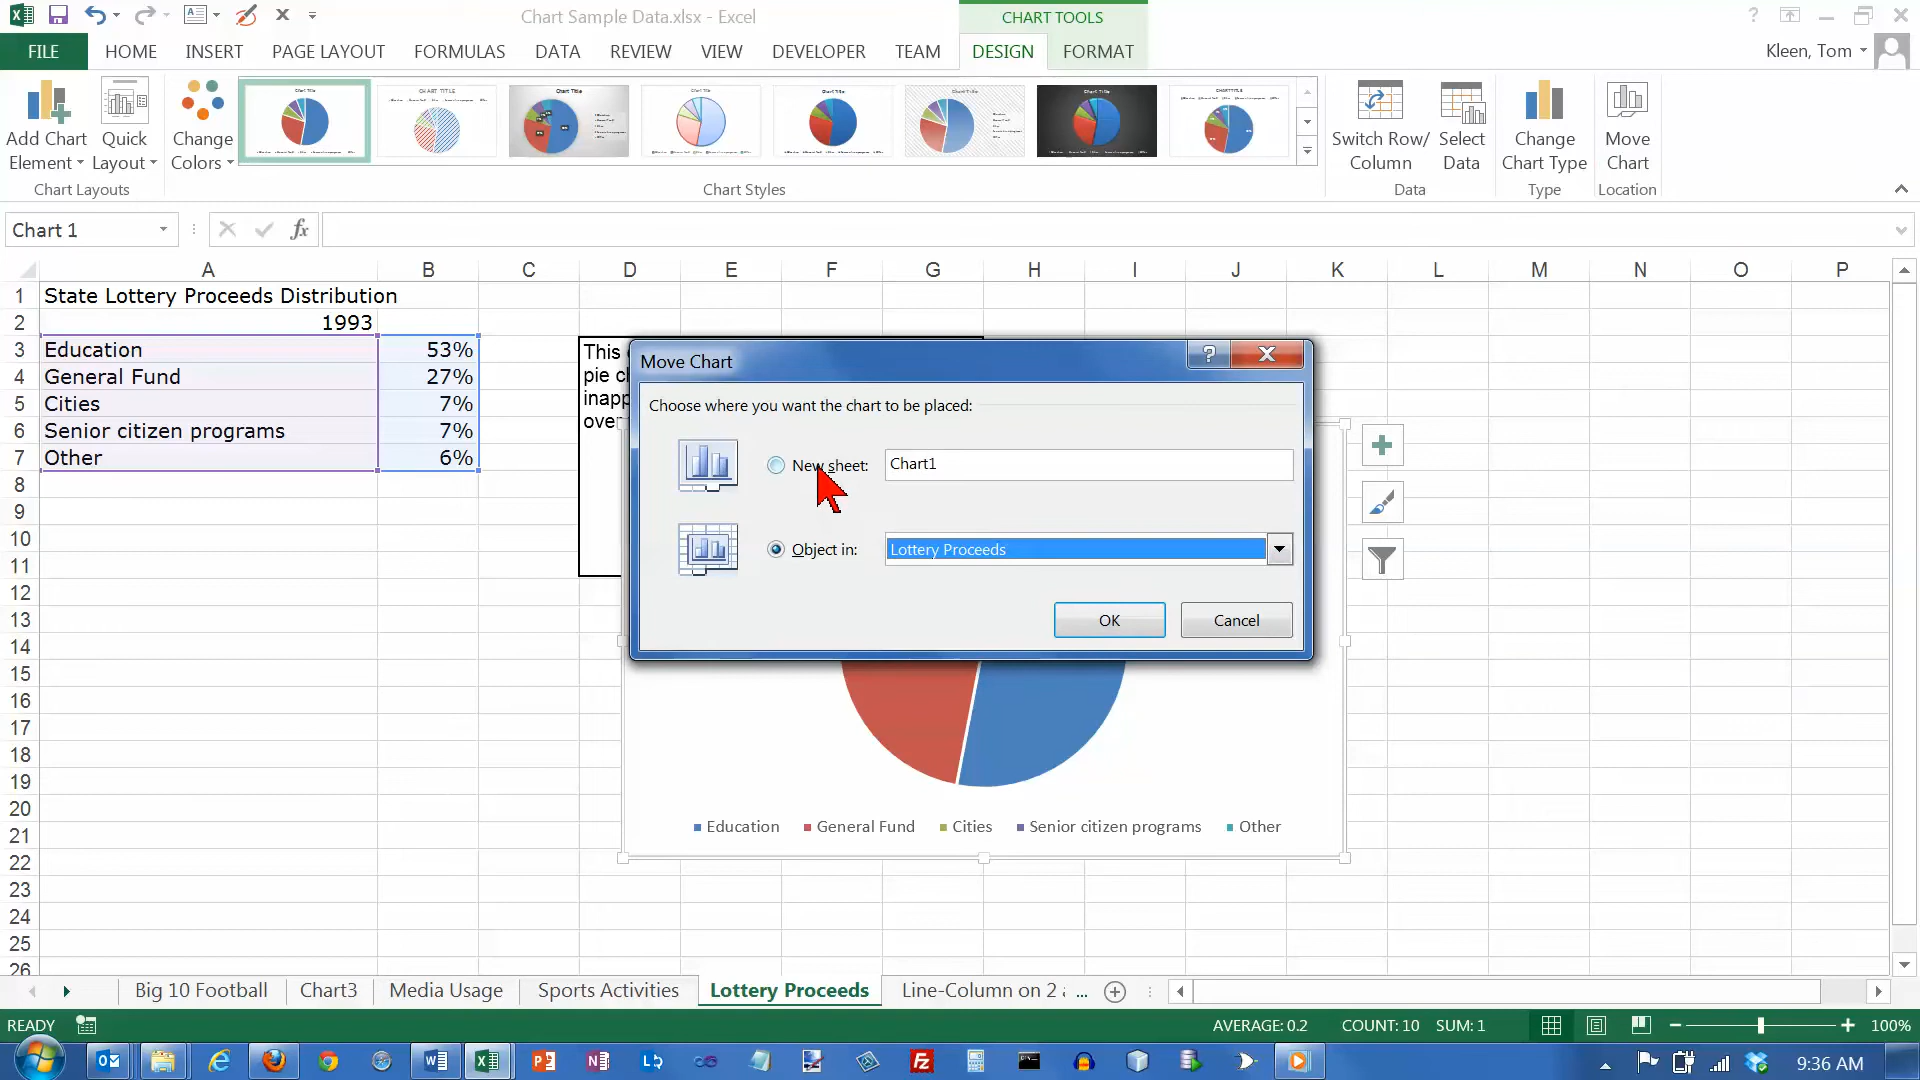 Chart Sample Data.xlsx - Excel
CHART TOOLS
FILE HOME INSERT PAGE LAYOUT FORMULAS DATA REVIEW VIEW DEVELOPER TEAM DESIGN FORMAT Kleen, Tom
Add Chart Element
Quick Layout
Change Colors
Switch Row/ Column
Select Data
Change Chart Type
Move Chart
Chart Layouts Chart Styles Data Type Location
Chart 1 fx
A B C D E F G H I J K L M N O P
1 State Lottery Proceeds Distribution
2 1993
3 Education 53%
4 General Fund 27%
5 Cities 7%
6 Senior citizen programs 7%
7 Other 6%
8
9
10
11
12
13
14
15
16
17
18
19
20
21
22
23
24
25
26
This
pie
inap
over
Move Chart
Choose where you want the chart to be placed:
New sheet: Chart1
Object in: Lottery Proceeds
OK Cancel
Education General Fund Cities Senior citizen programs Other
Big 10 Football Chart3 Media Usage Sports Activities Lottery Proceeds Line-Column on 2 ...
READY AVERAGE: 0.2 COUNT: 10 SUM: 1 100%
9:36 AM